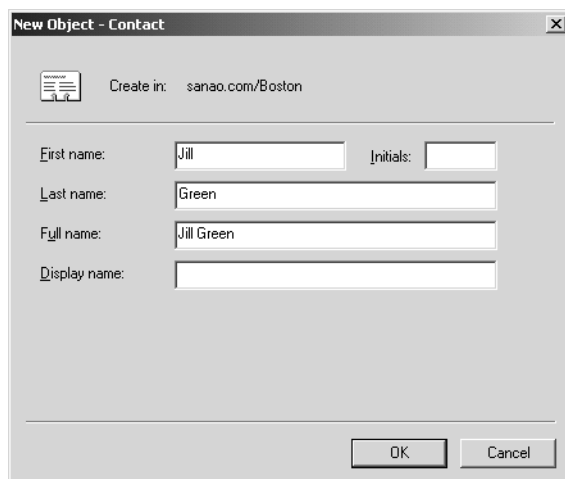 New Object - Contact
Create in: sanao.com/Boston
First name: Jill Initials:
Last name: Green
Full name: Jill Green
Display name:
OK Cancel